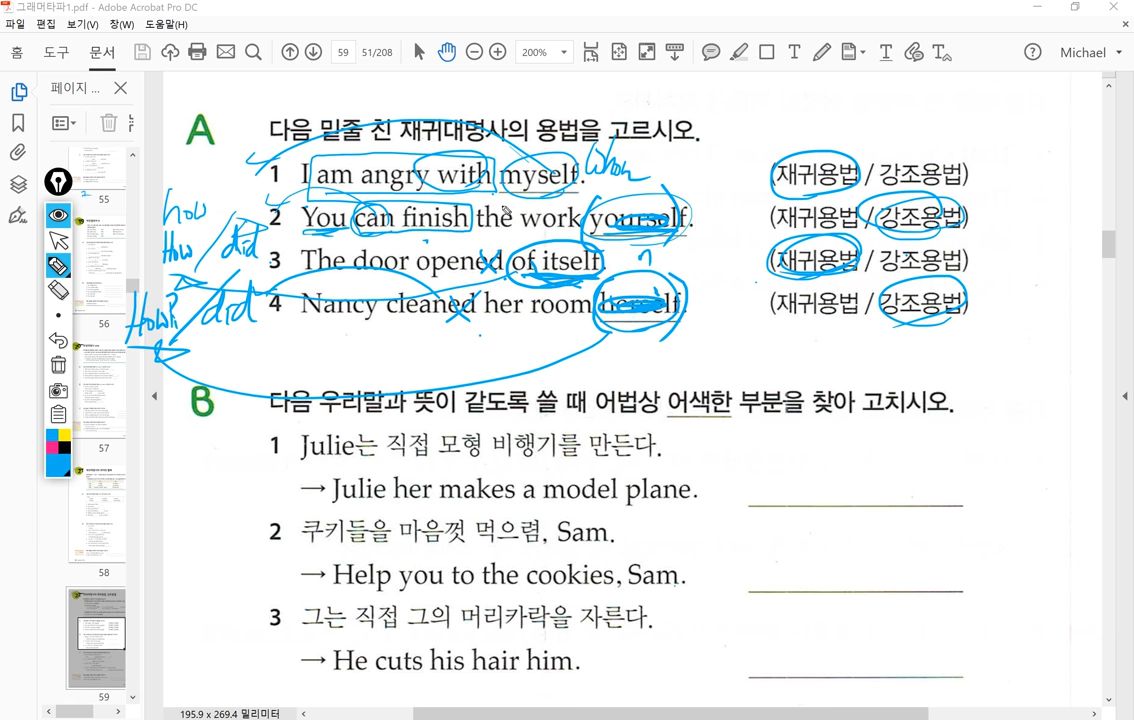 그래머타파1.pdf - Adobe Acrobat Pro DC
파일 편집 보기(V) 창(W) 도움말(H)
홈 도구 문서 59 51/208 200% Michael
페이지 ...
55
56
57
58
59
A 다음 밑줄 친 재귀대명사의 용법을 고르시오.
1 I am angry with myself. (재귀용법 / 강조용법)
whom
2 You can finish the work yourself. (재귀용법 / 강조용법)
how
3 The door opened of itself. (재귀용법 / 강조용법)
How / did
4 Nancy cleaned her room herself. (재귀용법 / 강조용법)
How / did
B 다음 우리말과 뜻이 같도록 쓸 때 어법상 어색한 부분을 찾아 고치시오.
1 Julie는 직접 모형 비행기를 만든다.
→ Julie her makes a model plane.
2 쿠키들을 마음껏 먹으렴, Sam.
→ Help you to the cookies, Sam.
3 그는 직접 그의 머리카락을 자른다.
→ He cuts his hair him.
195.9 x 269.4 밀리미터